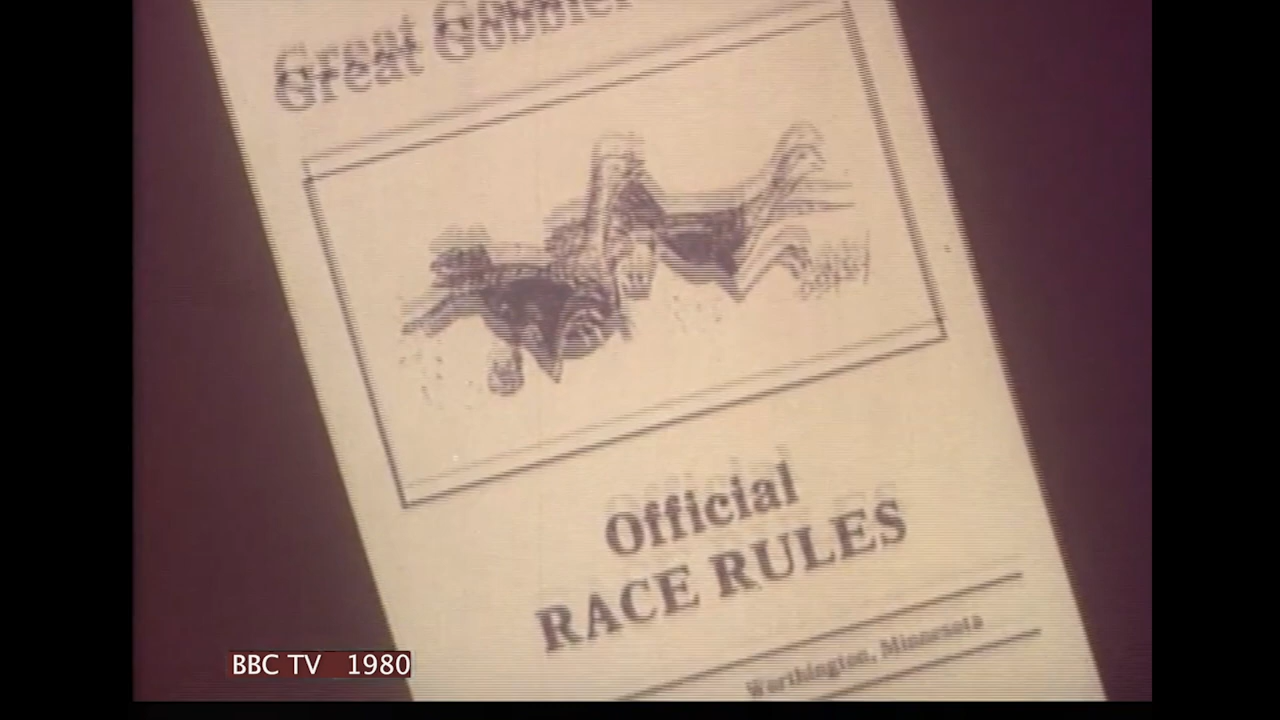 Great Gobbler
Official
RACE RULES
Worthington, Minnesota
BBC TV 1980